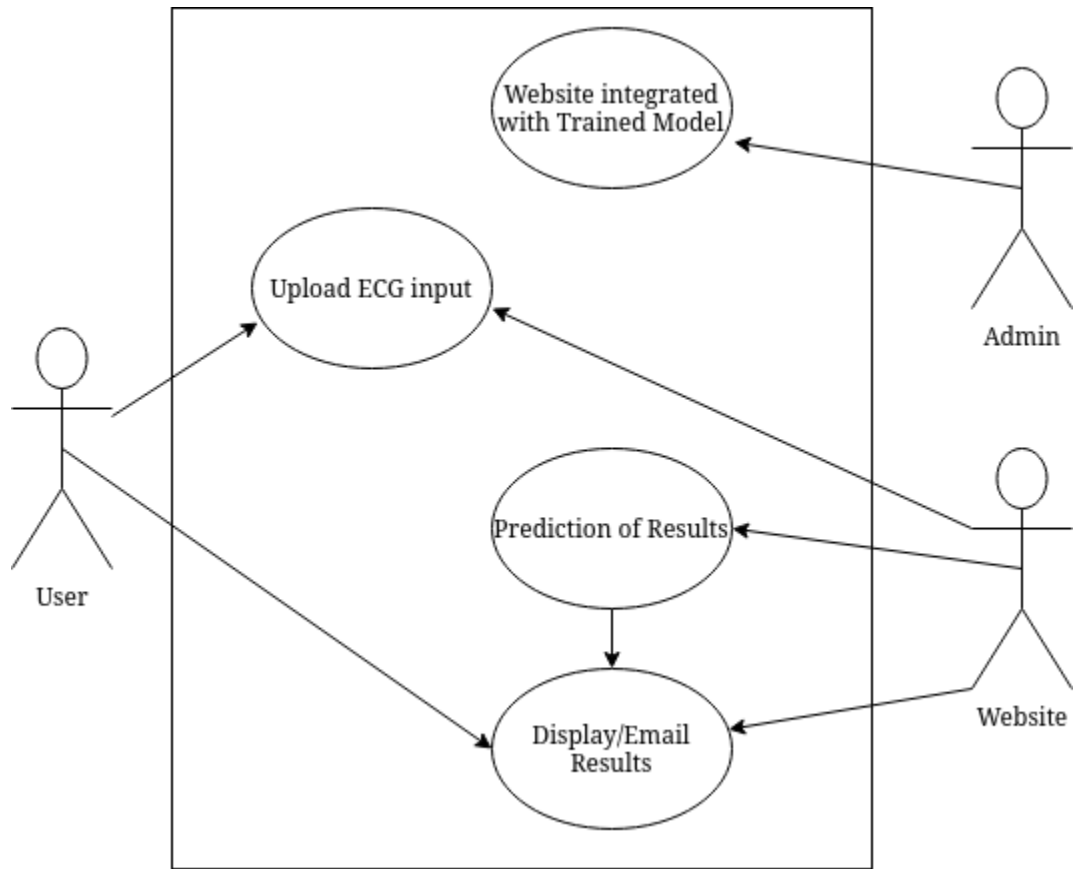 Website integrated
with Trained Model
Upload ECG input
Admin
Prediction of Results
User
Website
Display/Email
Results